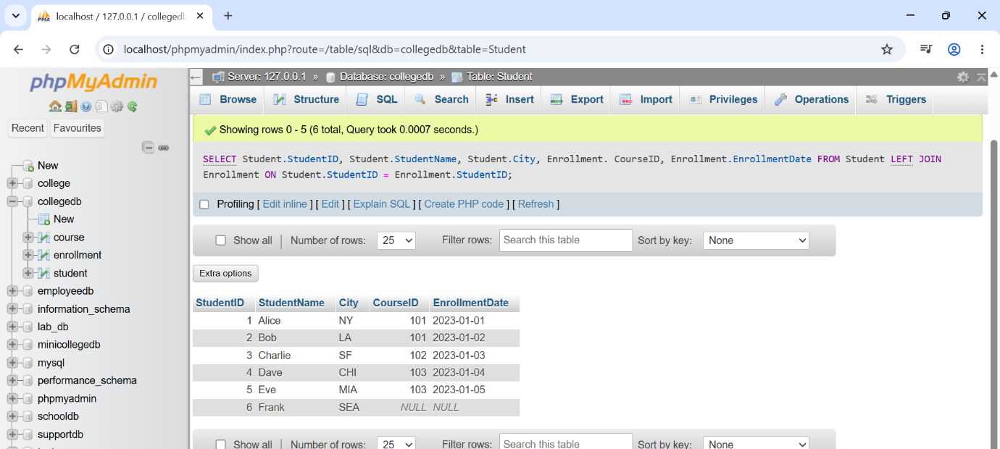 localhost / 127.0.0.1 / collegedb
localhost/phpmyadmin/index.php?route=/table/sql&db=collegedb&table=Student
phpMyAdmin
Recent Favourites
New
college
collegedb
New
course
enrollment
student
employeedb
information_schema
lab_db
minicollegedb
mysql
performance_schema
phpmyadmin
schooldb
supportdb
Server: 127.0.0.1 » Database: collegedb » Table: Student
Browse Structure SQL Search Insert Export Import Privileges Operations Triggers
Showing rows 0 - 5 (6 total, Query took 0.0007 seconds.)
SELECT Student.StudentID, Student.StudentName, Student.City, Enrollment. CourseID, Enrollment.EnrollmentDate FROM Student LEFT JOIN
Enrollment ON Student.StudentID = Enrollment.StudentID;
Profiling [ Edit inline ] [ Edit ] [ Explain SQL ] [ Create PHP code ] [ Refresh ]
Show all | Number of rows: 25 Filter rows: Search this table Sort by key: None
Extra options
StudentID StudentName City CourseID EnrollmentDate
1 Alice NY 101 2023-01-01
2 Bob LA 101 2023-01-02
3 Charlie SF 102 2023-01-03
4 Dave CHI 103 2023-01-04
5 Eve MIA 103 2023-01-05
6 Frank SEA NULL NULL
Show all | Number of rows: 25 Filter rows: Search this table Sort by key: None